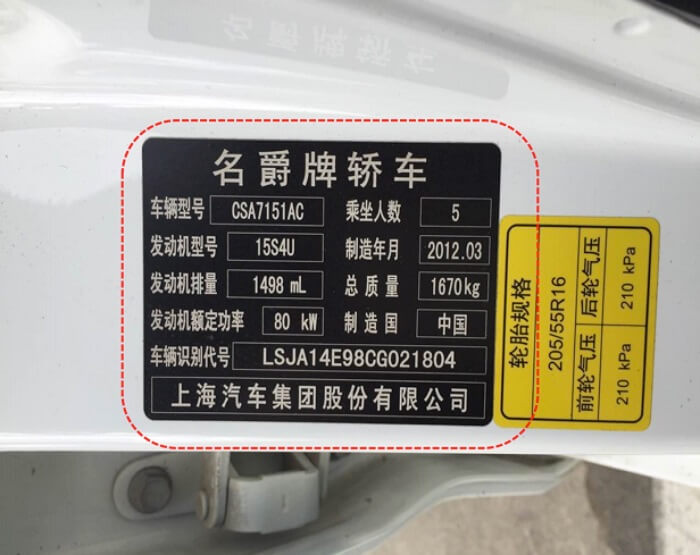 名爵牌轿车
车辆型号 CSA7151AC 乘坐人数 5
发动机型号 15S4U 制造年月 2012.03
发动机排量 1498 mL 总质量 1670kg
发动机额定功率 80 kW 制造国 中国
车辆识别代号 LSJA14E98CG021804
上海汽车集团股份有限公司
轮胎规格 205/55R16
前轮气压 210 kPa
后轮气压 210 kPa